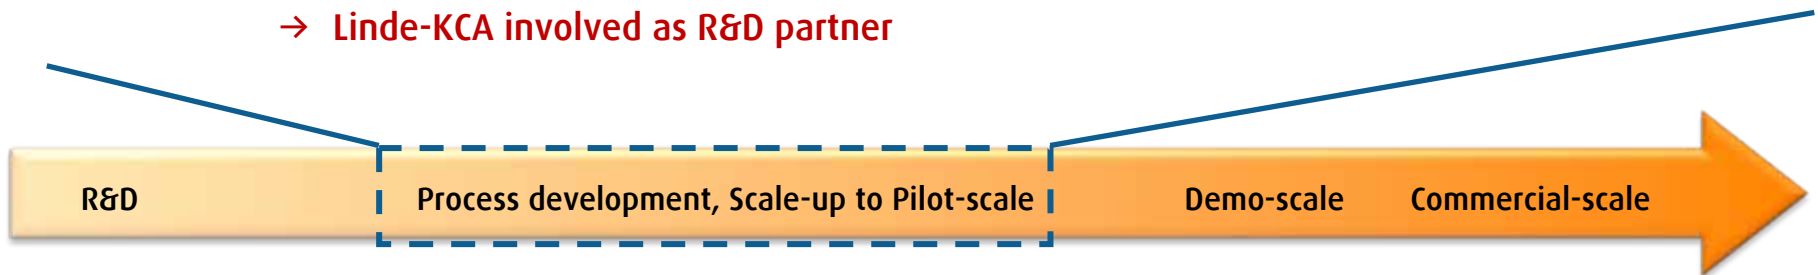 → Linde-KCA involved as R&D partner
R&D Process development, Scale-up to Pilot-scale Demo-scale Commercial-scale